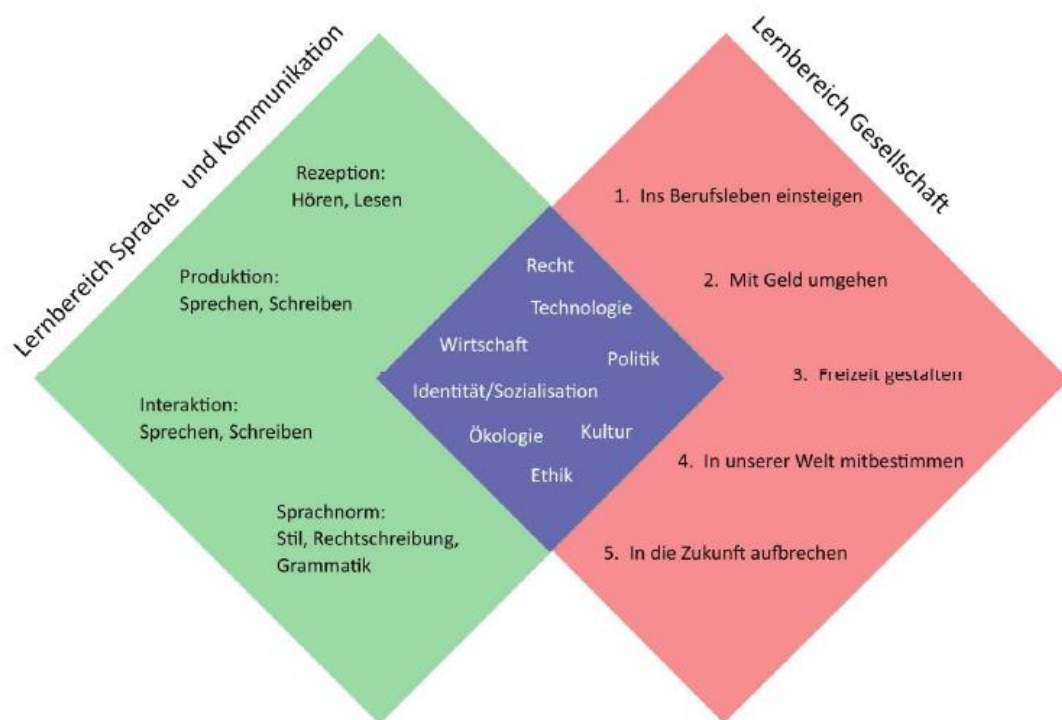 Lernbereich Sprache und Kommunikation
Rezeption:
Hören, Lesen
Produktion:
Sprechen, Schreiben
Interaktion:
Sprechen, Schreiben
Sprachnorm:
Stil, Rechtschreibung,
Grammatik
Recht
Technologie
Wirtschaft
Politik
Identität/Sozialisation
Ökologie
Kultur
Ethik
Lernbereich Gesellschaft
1. Ins Berufsleben einsteigen
2. Mit Geld umgehen
3. Freizeit gestalten
4. In unserer Welt mitbestimmen
5. In die Zukunft aufbrechen